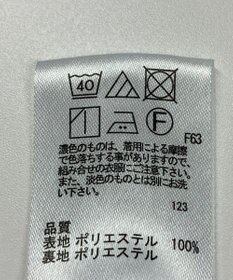 40
F
F63
濃色のものは、着用による摩擦
で色落ちする事がありますので、
組み合わせの衣服にご注意下さい。
また、淡色のものとは別にお洗
い下さい。
123
品質
表地 ポリエステル 100%
裏地 ポリエステル